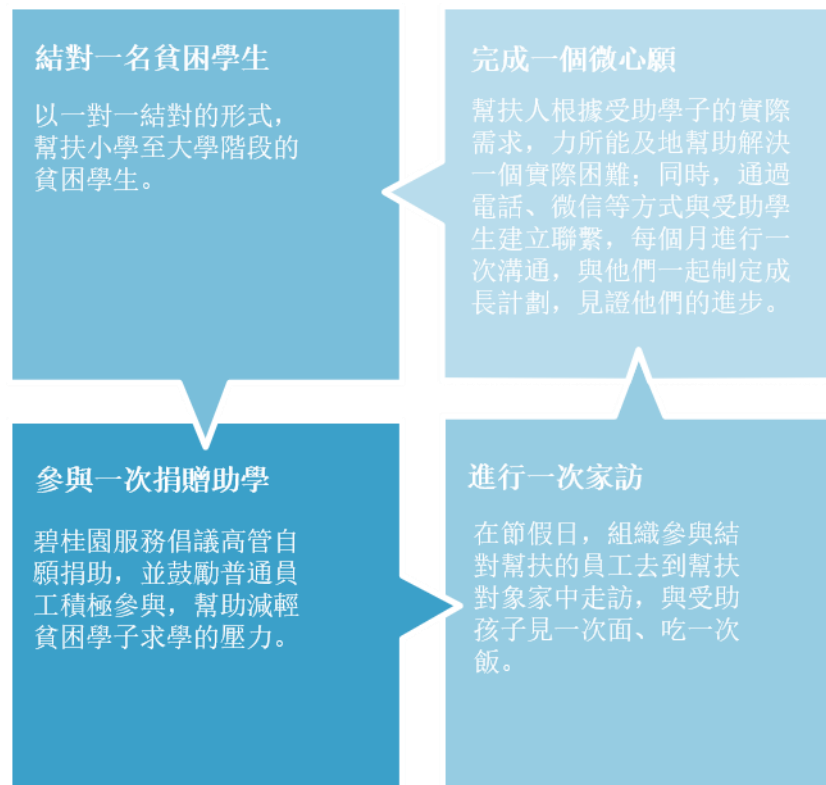 結對一名貧困學生
以一對一結對的形式，
幫扶小學至大學階段的
貧困學生。
完成一個微心願
幫扶人根據受助學子的實際
需求，力所能及地幫助解決
一個實際困難；同時，通過
電話、微信等方式與受助學
生建立聯繫，每個月進行一
次溝通，與他們一起制定成
長計劃，見證他們的進步。
參與一次捐贈助學
碧桂園服務倡議高管自
願捐助，並鼓勵普通員
工積極參與，幫助減輕
貧困學子求學的壓力。
進行一次家訪
在節假日，組織參與結
對幫扶的員工去到幫扶
對象家中走訪，與受助
孩子見一次面、吃一次
飯。